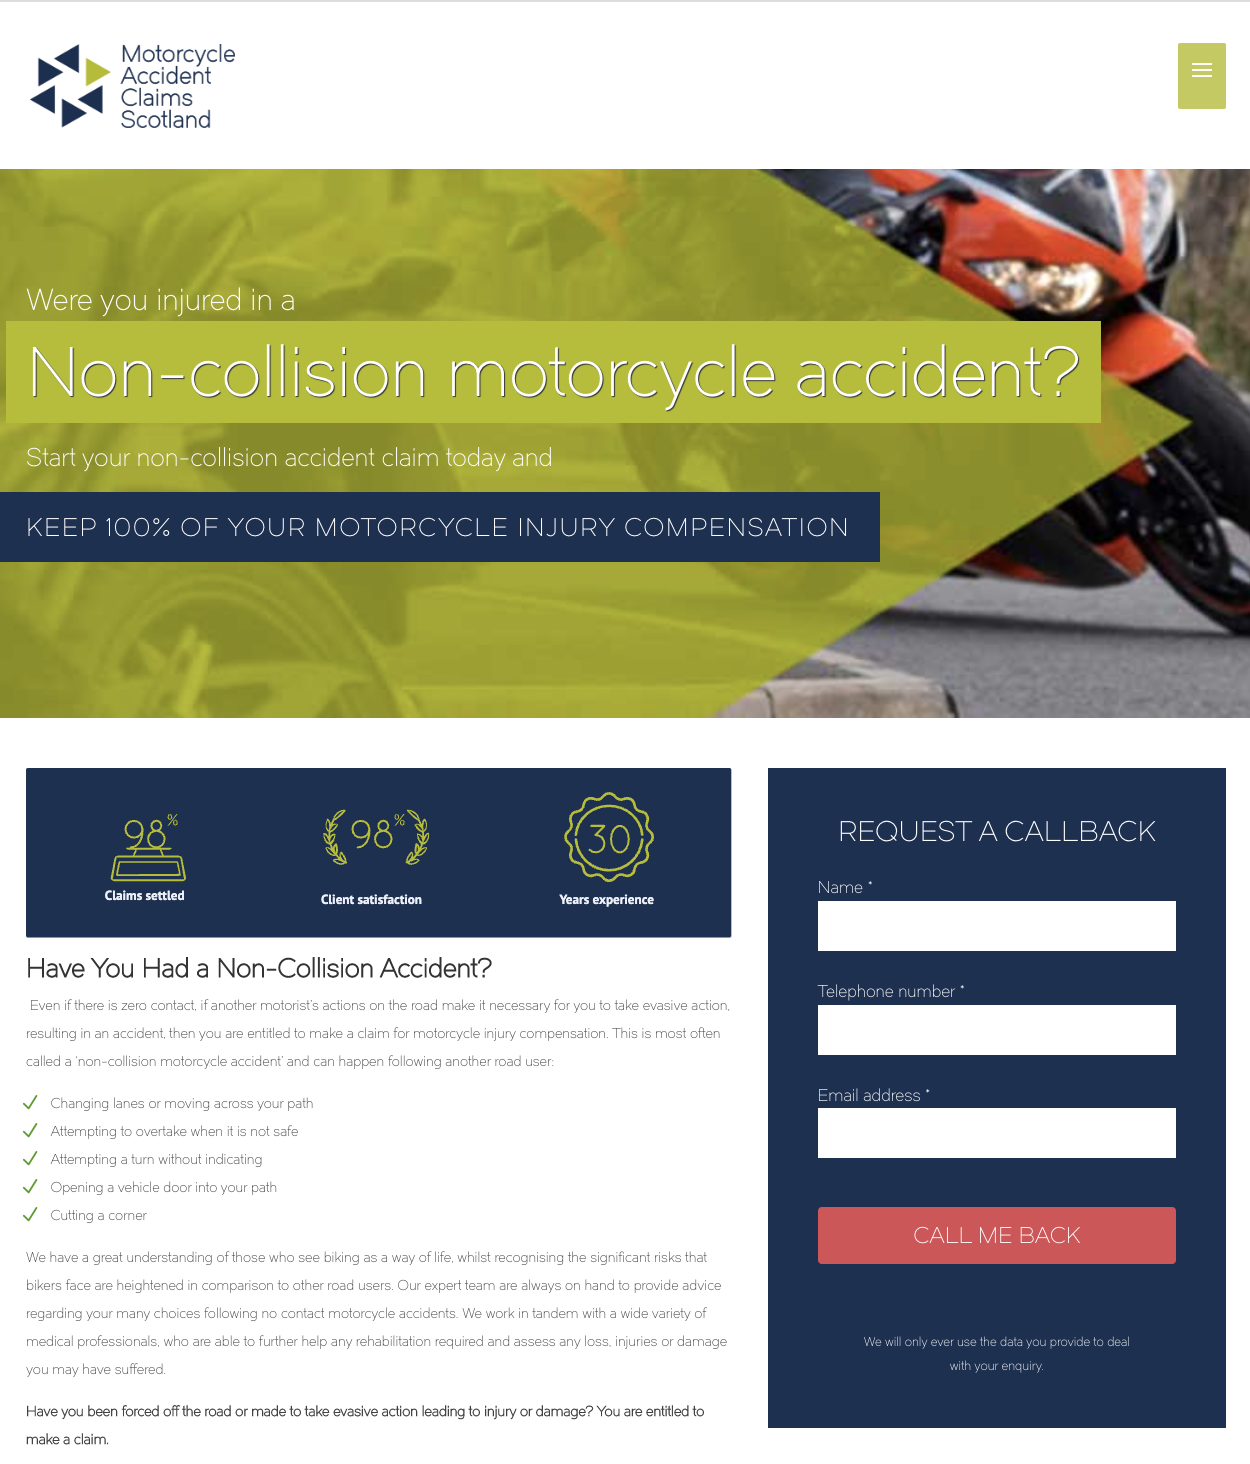 Motorcycle
Accident
Claims
Scotland
Were you injured in a
Non-collision motorcycle accident?
Start your non-collision accident claim today and
KEEP 100% OF YOUR MOTORCYCLE INJURY COMPENSATION
98%
Claims settled
98%
Client satisfaction
30
Years experience
Have You Had a Non-Collision Accident?
Even if there is zero contact, if another motorist's actions on the road make it necessary for you to take evasive action,
resulting in an accident, then you are entitled to make a claim for motorcycle injury compensation. This is most often
called a 'non-collision motorcycle accident' and can happen following another road user:
Changing lanes or moving across your path
Attempting to overtake when it is not safe
Attempting a turn without indicating
Opening a vehicle door into your path
Cutting a corner
We have a great understanding of those who see biking as a way of life, whilst recognising the significant risks that
bikers face are heightened in comparison to other road users. Our expert team are always on hand to provide advice
regarding your many choices following no contact motorcycle accidents. We work in tandem with a wide variety of
medical professionals, who are able to further help any rehabilitation required and assess any loss, injuries or damage
you may have suffered.
Have you been forced off the road or made to take evasive action leading to injury or damage? You are entitled to
make a claim.
REQUEST A CALLBACK
Name *
Telephone number *
Email address *
CALL ME BACK
We will only ever use the data you provide to deal
with your enquiry.